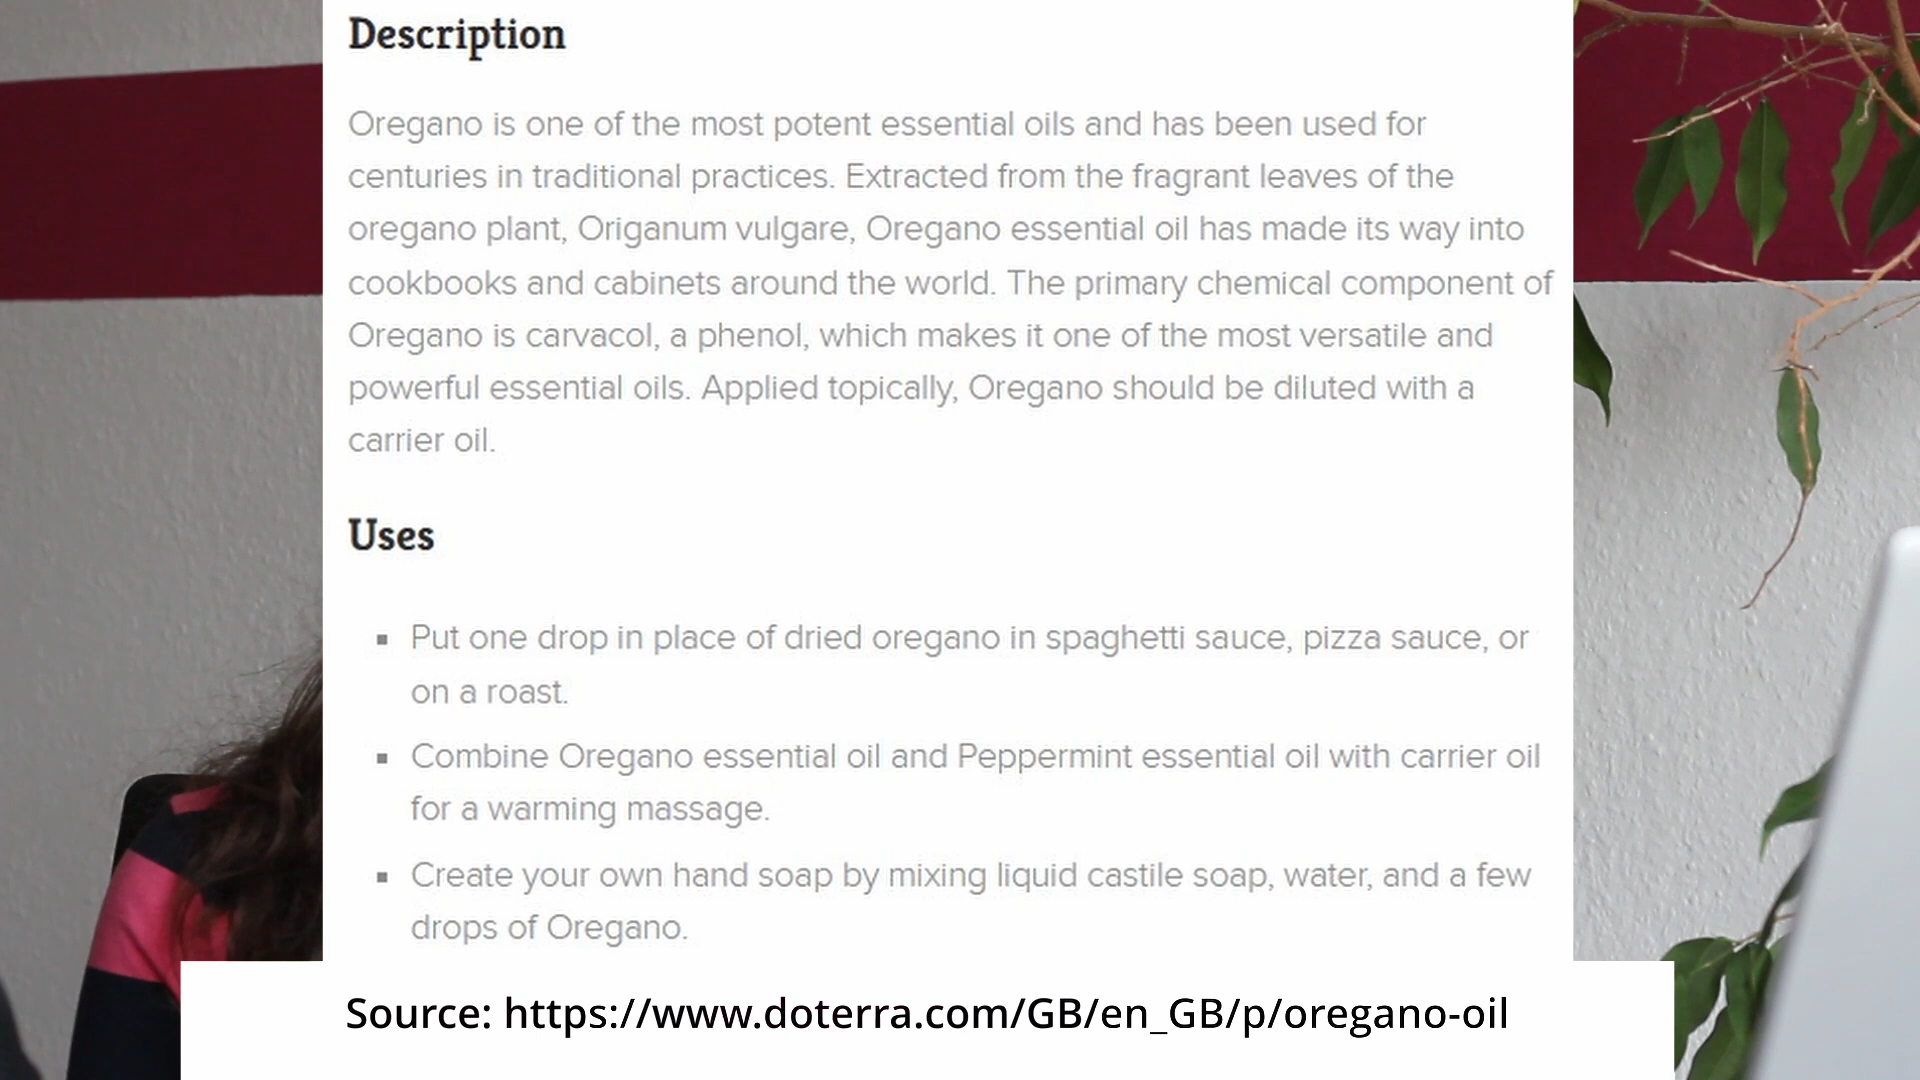 Description
Oregano is one of the most potent essential oils and has been used for
centuries in traditional practices. Extracted from the fragrant leaves of the
oregano plant, Origanum vulgare, Oregano essential oil has made its way into
cookbooks and cabinets around the world. The primary chemical component of
Oregano is carvacol, a phenol, which makes it one of the most versatile and
powerful essential oils. Applied topically, Oregano should be diluted with a
carrier oil.
Uses
▪ Put one drop in place of dried oregano in spaghetti sauce, pizza sauce, or
on a roast.
▪ Combine Oregano essential oil and Peppermint essential oil with carrier oil
for a warming massage.
▪ Create your own hand soap by mixing liquid castile soap, water, and a few
drops of Oregano.
Source: https://www.doterra.com/GB/en_GB/p/oregano-oil